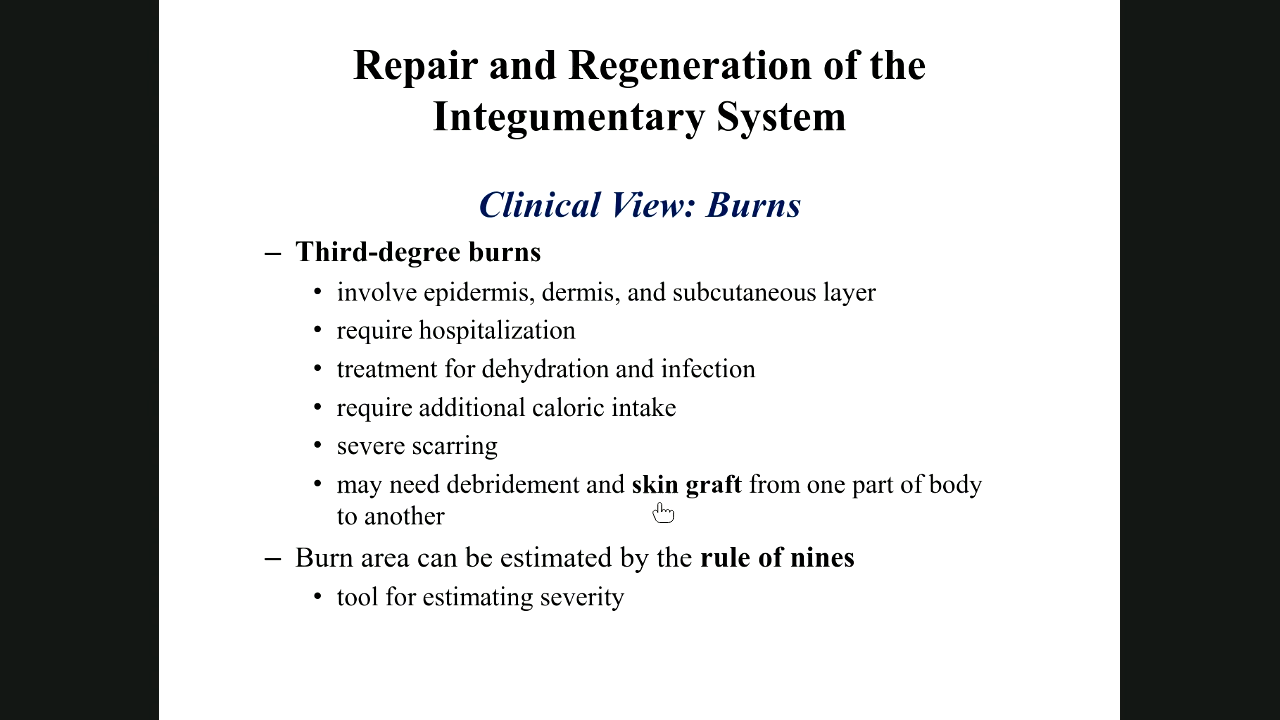 Repair and Regeneration of the
Integumentary System
Clinical View: Burns
– Third-degree burns
• involve epidermis, dermis, and subcutaneous layer
• require hospitalization
• treatment for dehydration and infection
• require additional caloric intake
• severe scarring
• may need debridement and skin graft from one part of body
to another
– Burn area can be estimated by the rule of nines
• tool for estimating severity